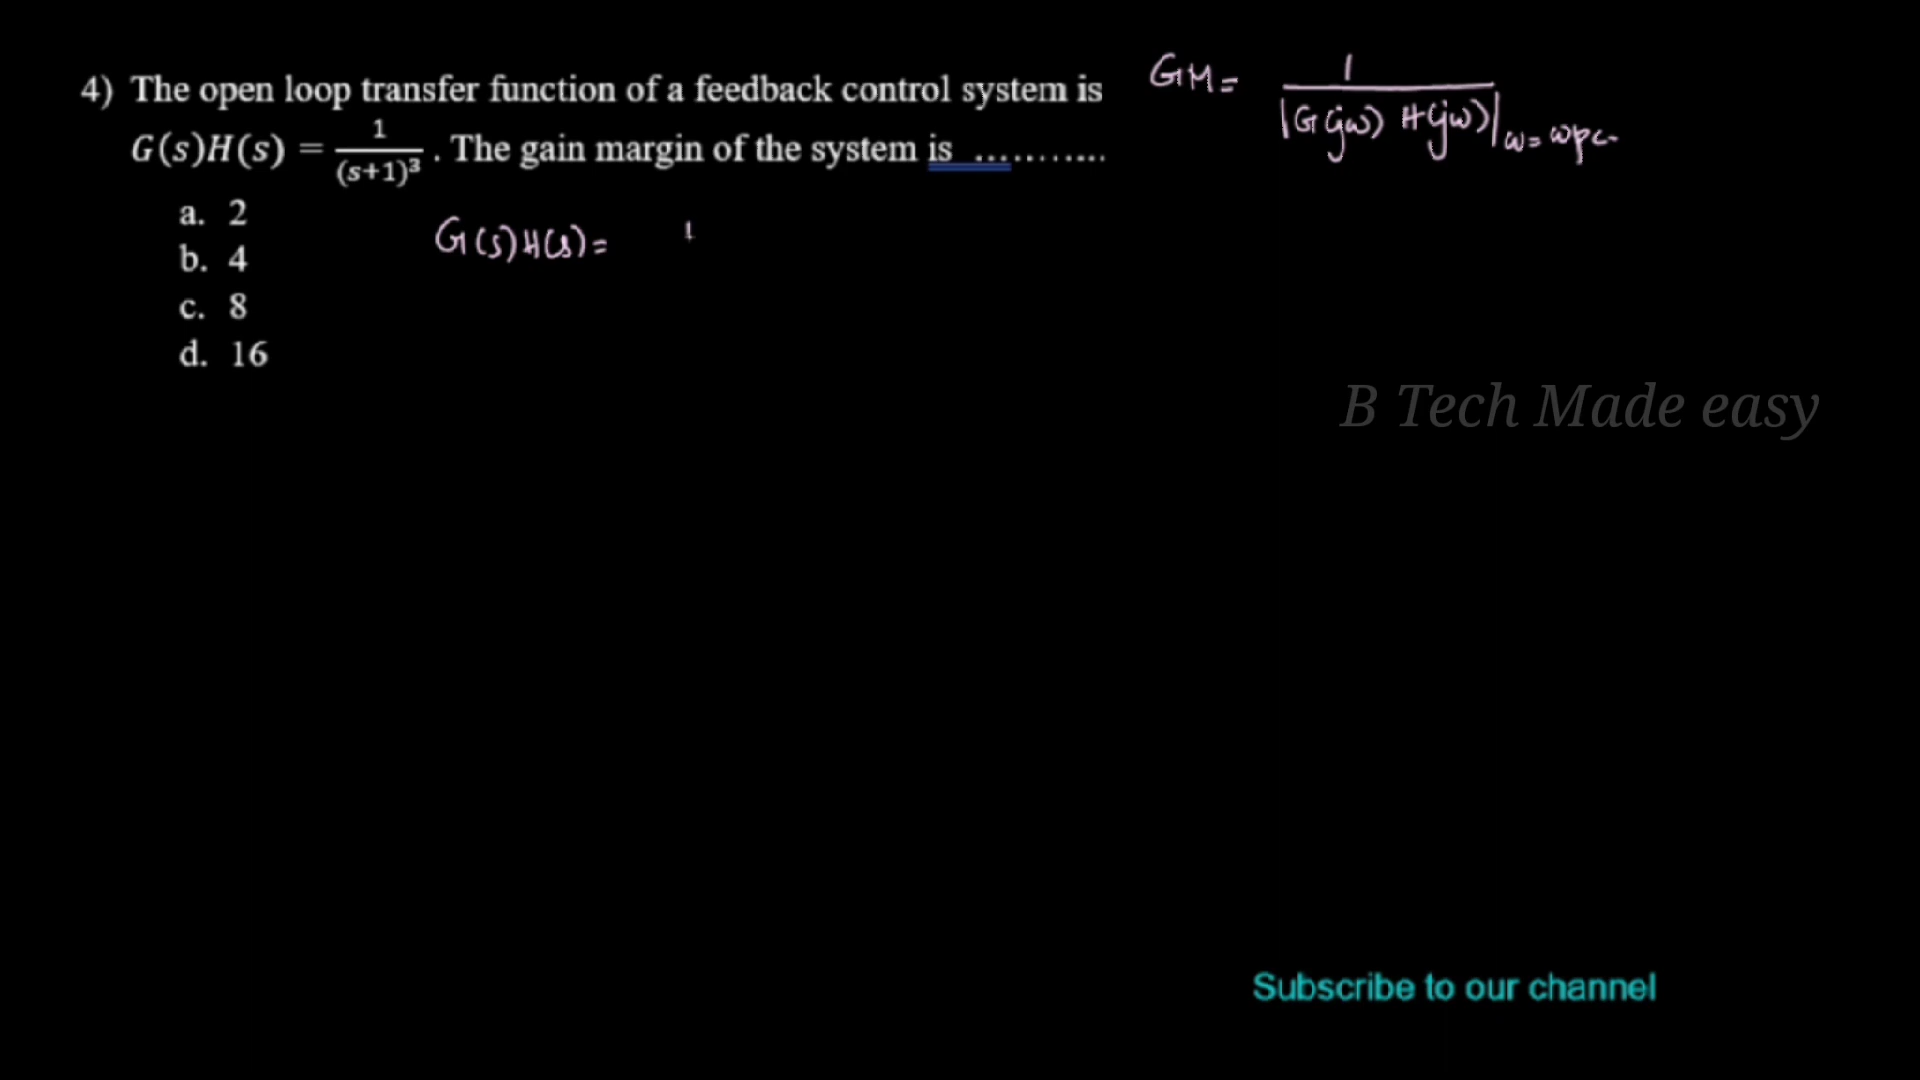 4) The open loop transfer function of a feedback control system is
G(s)H(s) = 1/(s+1)³ . The gain margin of the system is ...........
a. 2
b. 4
c. 8
d. 16
GM = 1/|G(jω) H(jω)| ω=ωpc
G(s)H(s) = 1
B Tech Made easy
Subscribe to our channel